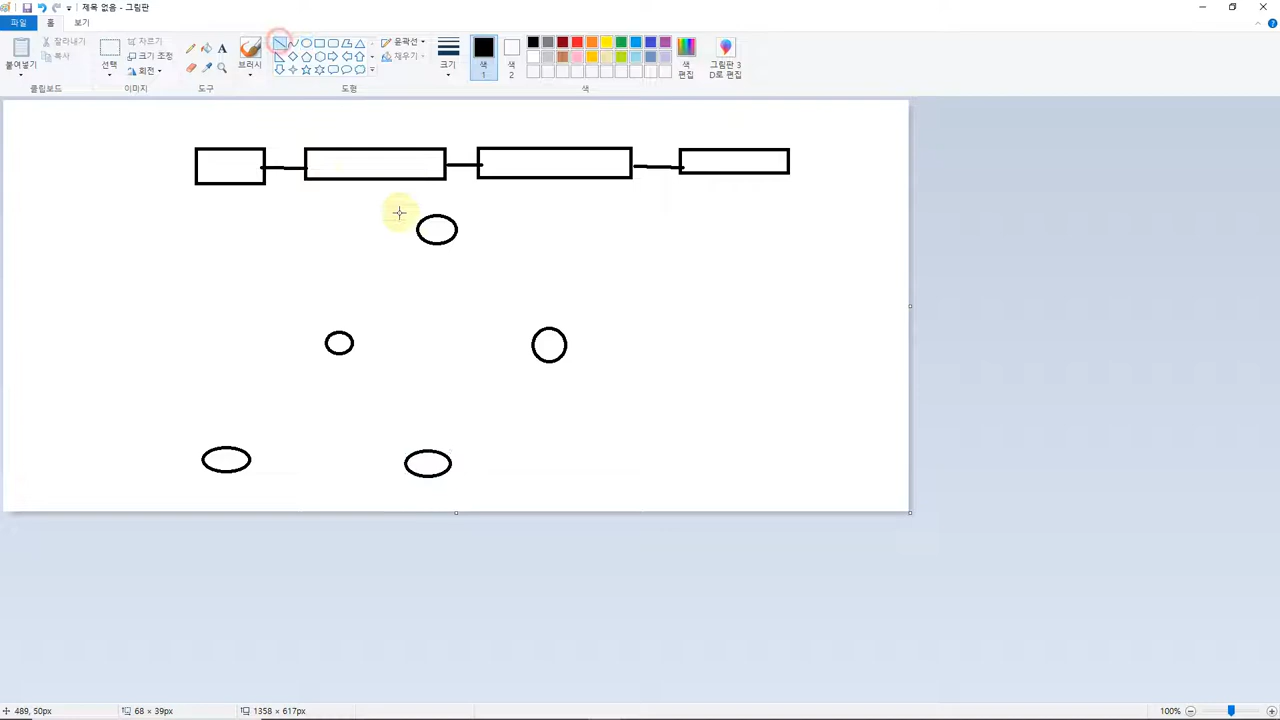 제목 없음 - 그림판
파일 홈 보기
붙여넣기 잘라내기 복사
선택 자르기 크기 조정 회전
브러시
윤곽선 채우기
크기
색 1
색 2
색 편집
그림판 3D로 편집
클립보드 이미지 도구 도형 색
489, 50px 68 × 39px 1358 × 617px 100%